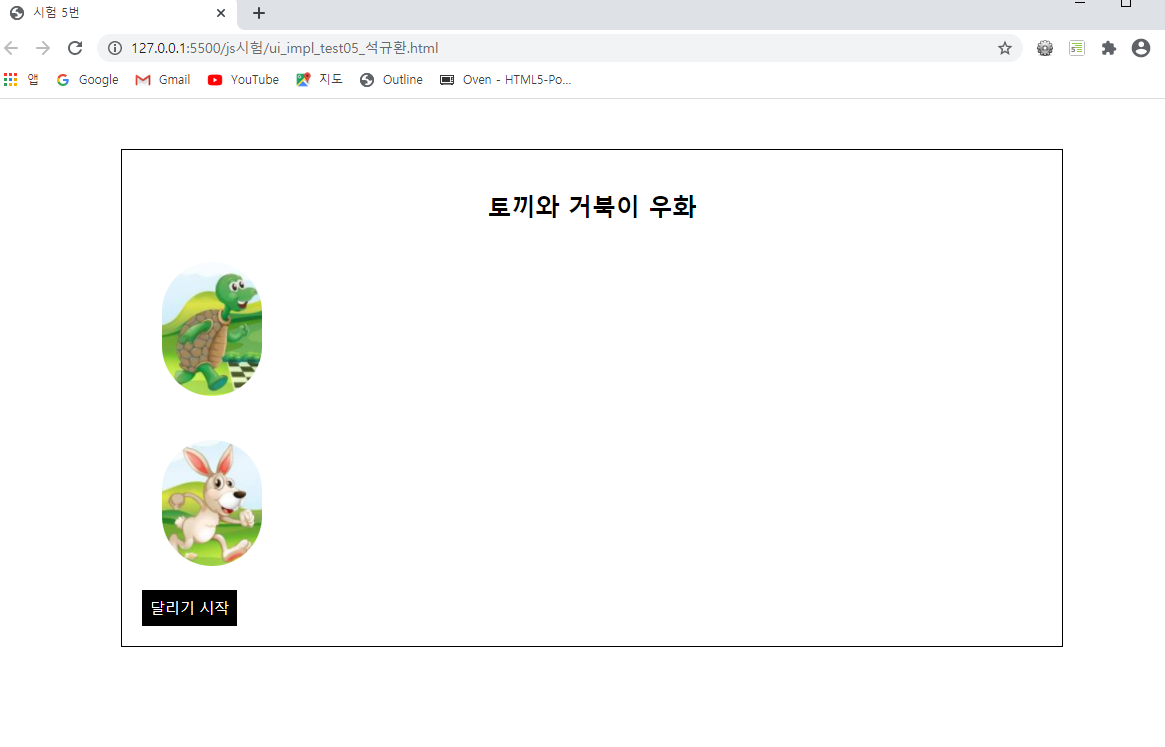 시험 5번
127.0.0.1:5500/js시험/ui_impl_test05_석규환.html
앱 Google Gmail YouTube 지도 Outline Oven - HTML5-Po...
토끼와 거북이 우화
달리기 시작